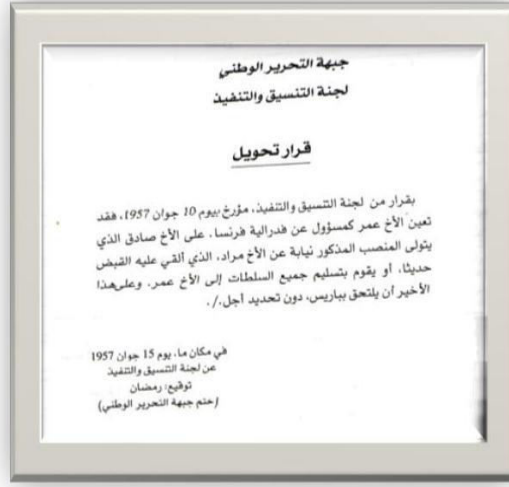 جبهة التحرير الوطني
لجنة التنسيق والتنفيذ
قرار تحويل
بقرار من لجنة التنسيق والتنفيذ، مؤرخ بيوم 10 جوان 1957، فقد
تعين الأخ عمر كمسؤول عن فدرالية فرنسا. على الأخ صادق الذي
يتولى المنصب المذكور نيابة عن الأخ مراد، الذي ألقي عليه القبض
حديثا، أو يقوم بتسليم جميع السلطات إلى الأخ عمر. وعلى هذا
الأخير أن يلتحق بباريس، دون تحديد أجل./.
في مكان ما، يوم 15 جوان 1957
عن لجنة التنسيق والتنفيذ
توقيع: رمضان
(ختم جبهة التحرير الوطني)